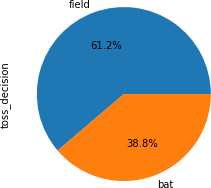 field
61.2%
toss_decision
38.8%
bat